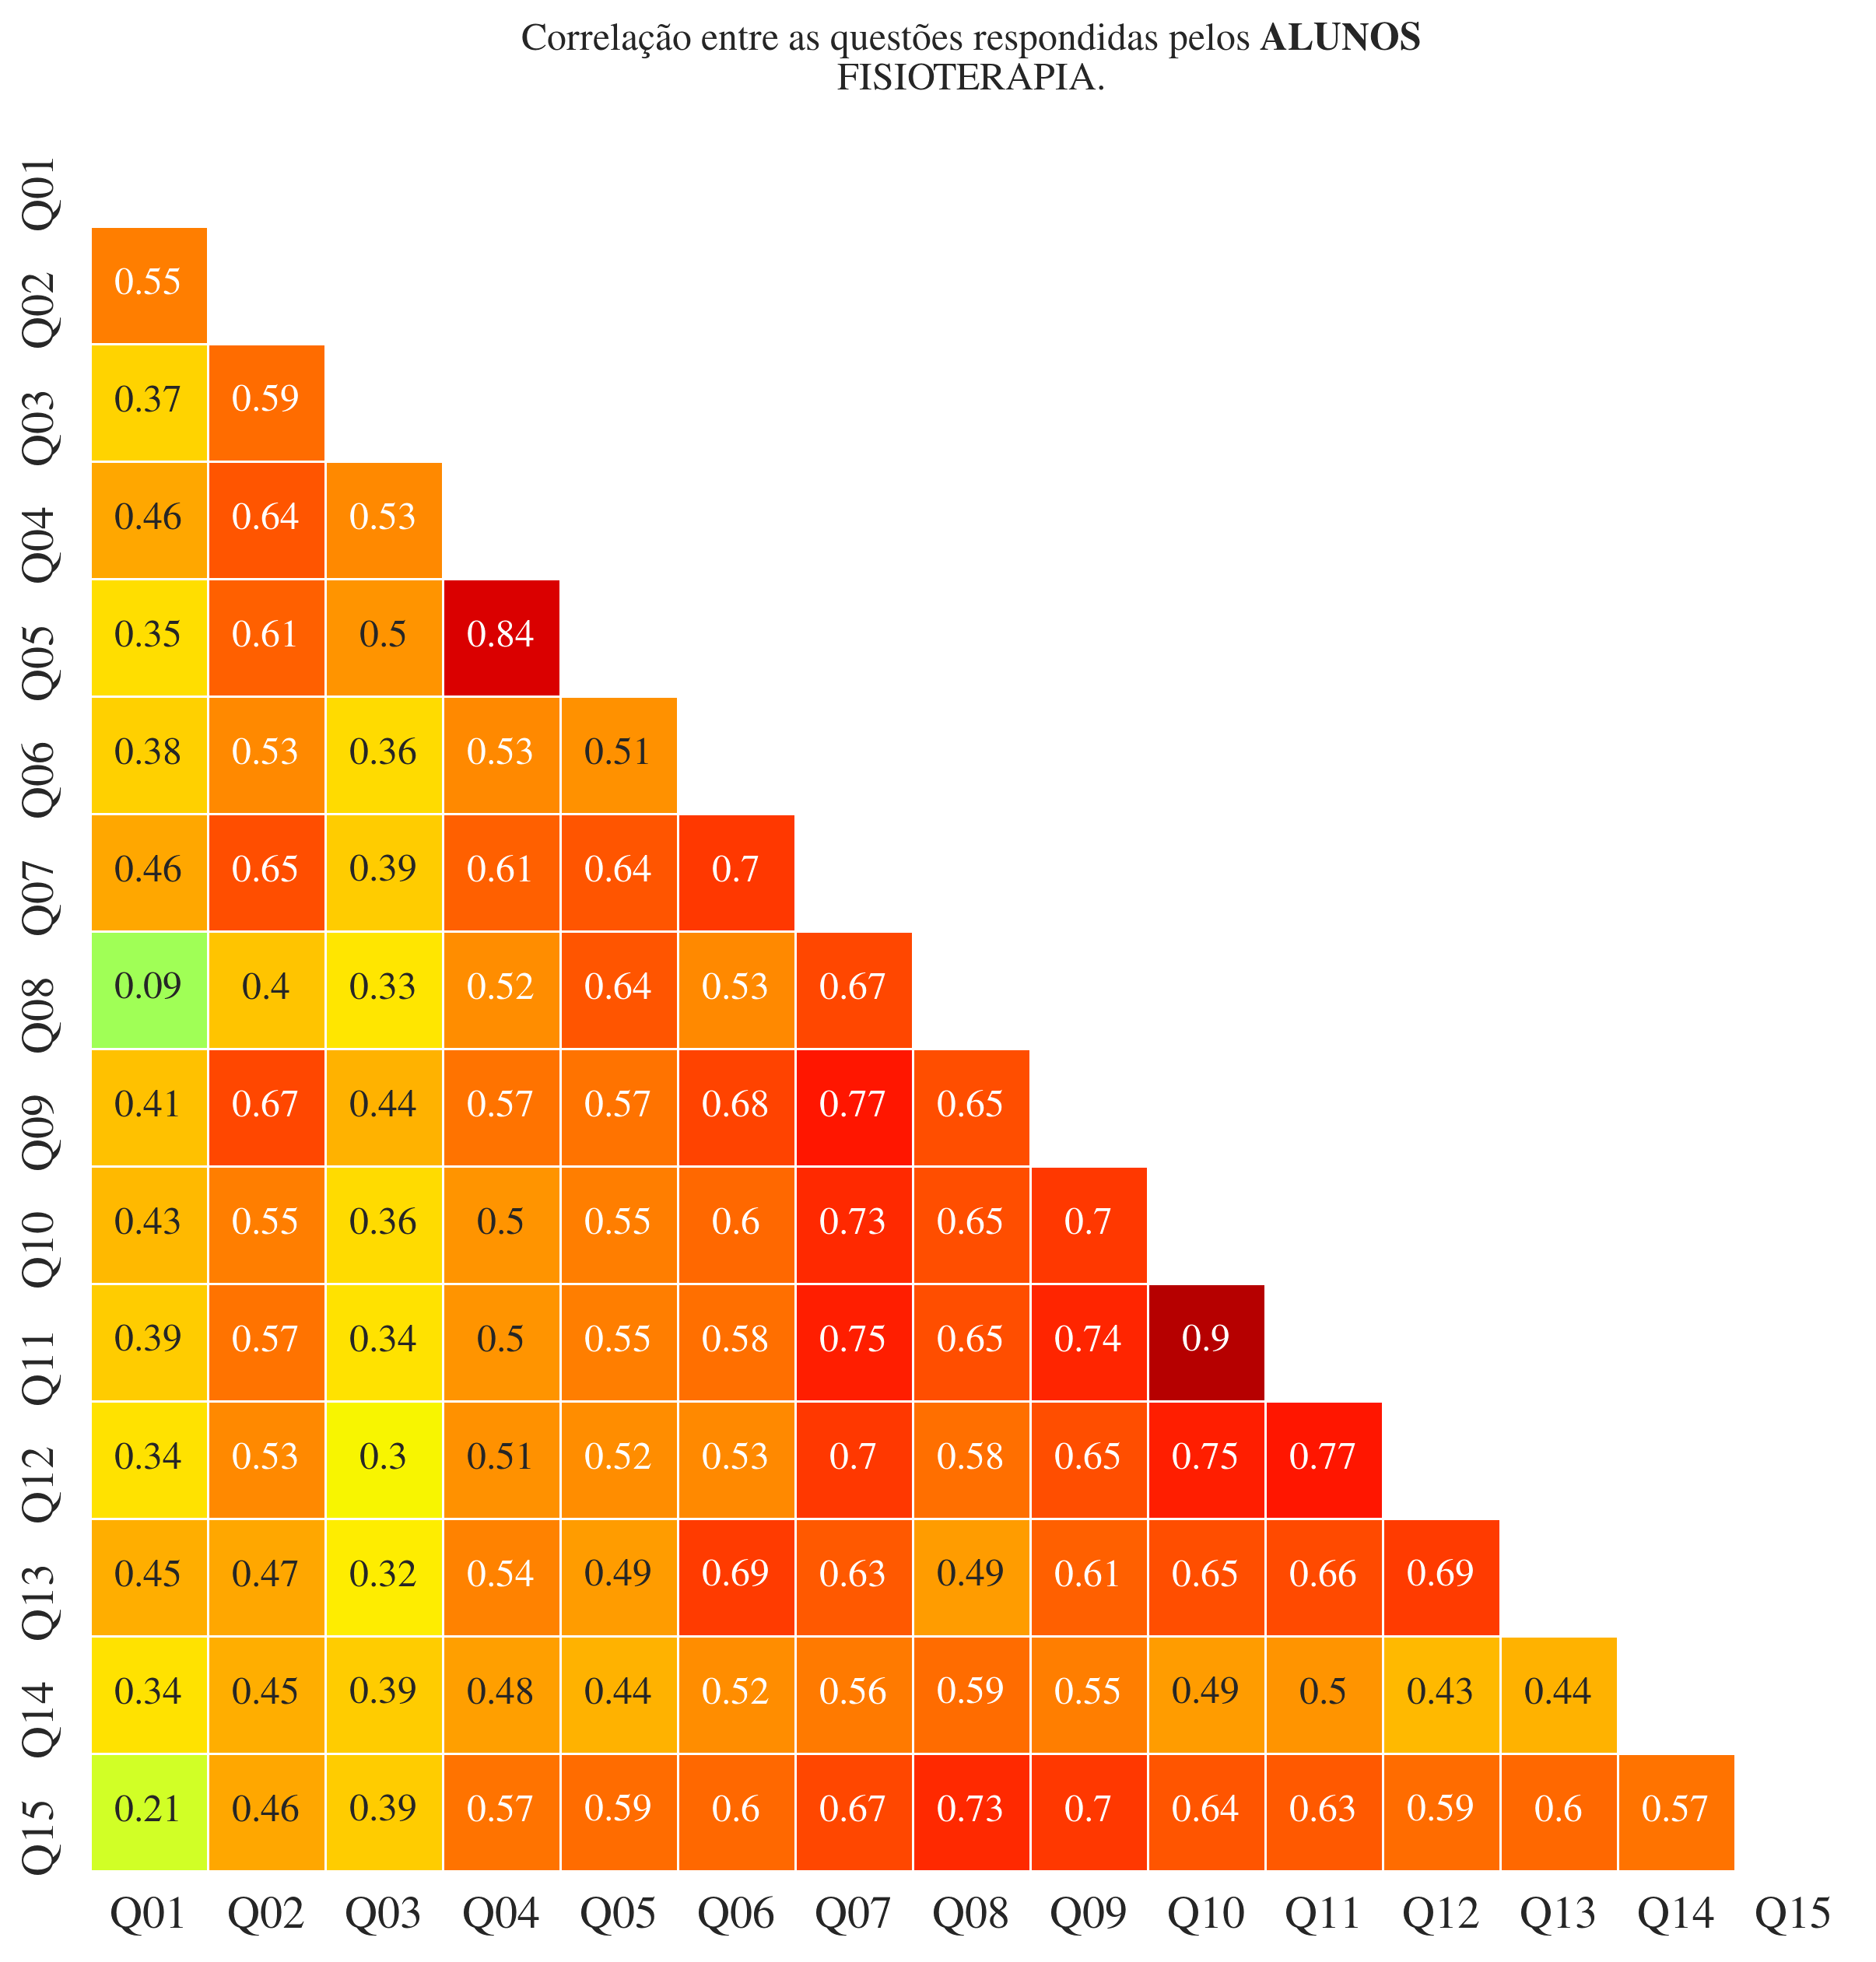 Correlação entre as questões respondidas pelos ALUNOS
FISIOTERAPIA.
Q01
Q02 0.55
Q03 0.37 0.59
Q04 0.46 0.64 0.53
Q05 0.35 0.61 0.5 0.84
Q06 0.38 0.53 0.36 0.53 0.51
Q07 0.46 0.65 0.39 0.61 0.64 0.7
Q08 0.09 0.4 0.33 0.52 0.64 0.53 0.67
Q09 0.41 0.67 0.44 0.57 0.57 0.68 0.77 0.65
Q10 0.43 0.55 0.36 0.5 0.55 0.6 0.73 0.65 0.7
Q11 0.39 0.57 0.34 0.5 0.55 0.58 0.75 0.65 0.74 0.9
Q12 0.34 0.53 0.3 0.51 0.52 0.53 0.7 0.58 0.65 0.75 0.77
Q13 0.45 0.47 0.32 0.54 0.49 0.69 0.63 0.49 0.61 0.65 0.66 0.69
Q14 0.34 0.45 0.39 0.48 0.44 0.52 0.56 0.59 0.55 0.49 0.5 0.43 0.44
Q15 0.21 0.46 0.39 0.57 0.59 0.6 0.67 0.73 0.7 0.64 0.63 0.59 0.6 0.57
Q01 Q02 Q03 Q04 Q05 Q06 Q07 Q08 Q09 Q10 Q11 Q12 Q13 Q14 Q15